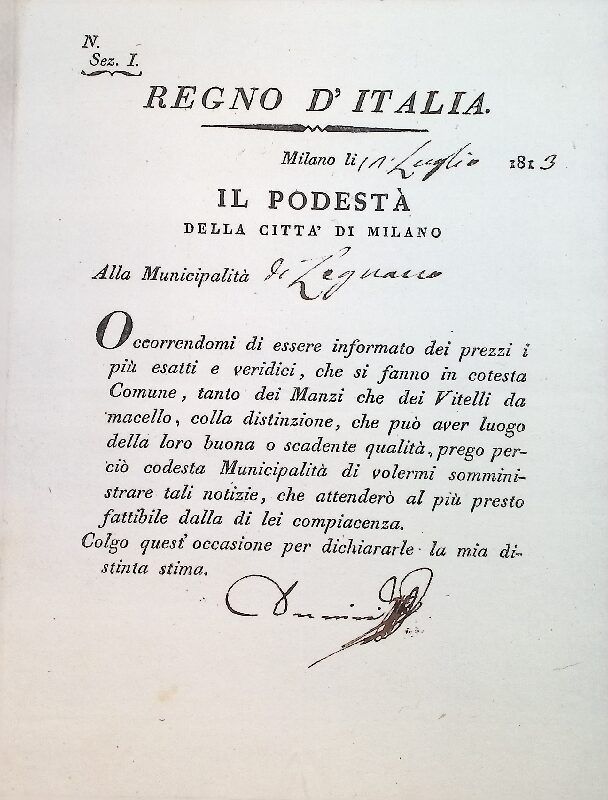 N.
Sez. I.
REGNO D' ITALIA.
Milano li Luglio 1813
IL PODESTÀ
DELLA CITTA' DI MILANO
Alla Municipalità di Legnano
Occorrendomi di essere informato dei prezzi i
più esatti e veridici, che si fanno in cotesta
Comune, tanto dei Manzi che dei Vitelli da
macello, colla distinzione, che può aver luogo
della loro buona o scadente qualità, prego per-
ciò codesta Municipalità di volermi sommini-
strare tali notizie, che attenderò al più presto
fattibile dalla di lei compiacenza.
Colgo quest' occasione per dichiararle la mia di-
stinta stima.